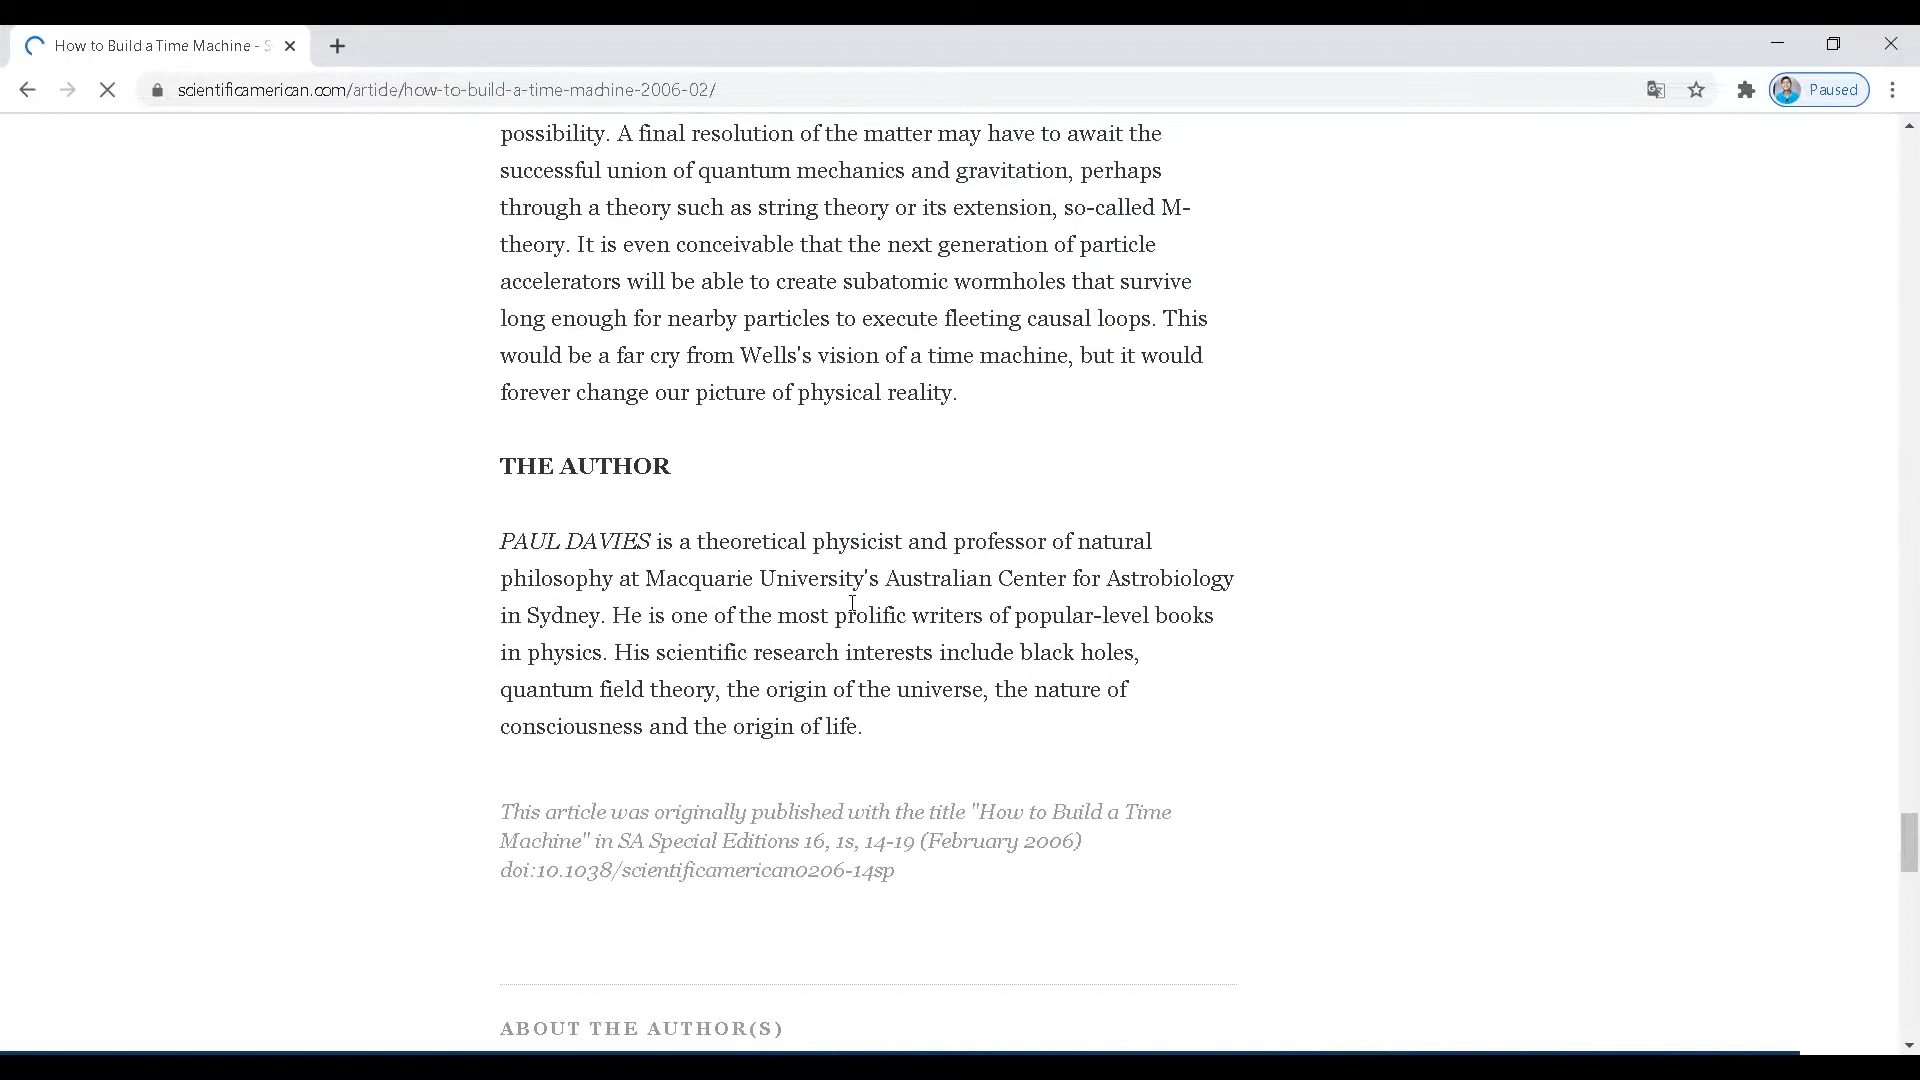 How to Build a Time Machine - S
scientificamerican.com/article/how-to-build-a-time-machine-2006-02/
Paused
possibility. A final resolution of the matter may have to await the
successful union of quantum mechanics and gravitation, perhaps
through a theory such as string theory or its extension, so-called M-
theory. It is even conceivable that the next generation of particle
accelerators will be able to create subatomic wormholes that survive
long enough for nearby particles to execute fleeting causal loops. This
would be a far cry from Wells's vision of a time machine, but it would
forever change our picture of physical reality.
THE AUTHOR
PAUL DAVIES is a theoretical physicist and professor of natural
philosophy at Macquarie University's Australian Center for Astrobiology
in Sydney. He is one of the most prolific writers of popular-level books
in physics. His scientific research interests include black holes,
quantum field theory, the origin of the universe, the nature of
consciousness and the origin of life.
This article was originally published with the title "How to Build a Time
Machine" in SA Special Editions 16, 1s, 14-19 (February 2006)
doi:10.1038/scientificamerican0206-14sp
ABOUT THE AUTHOR(S)